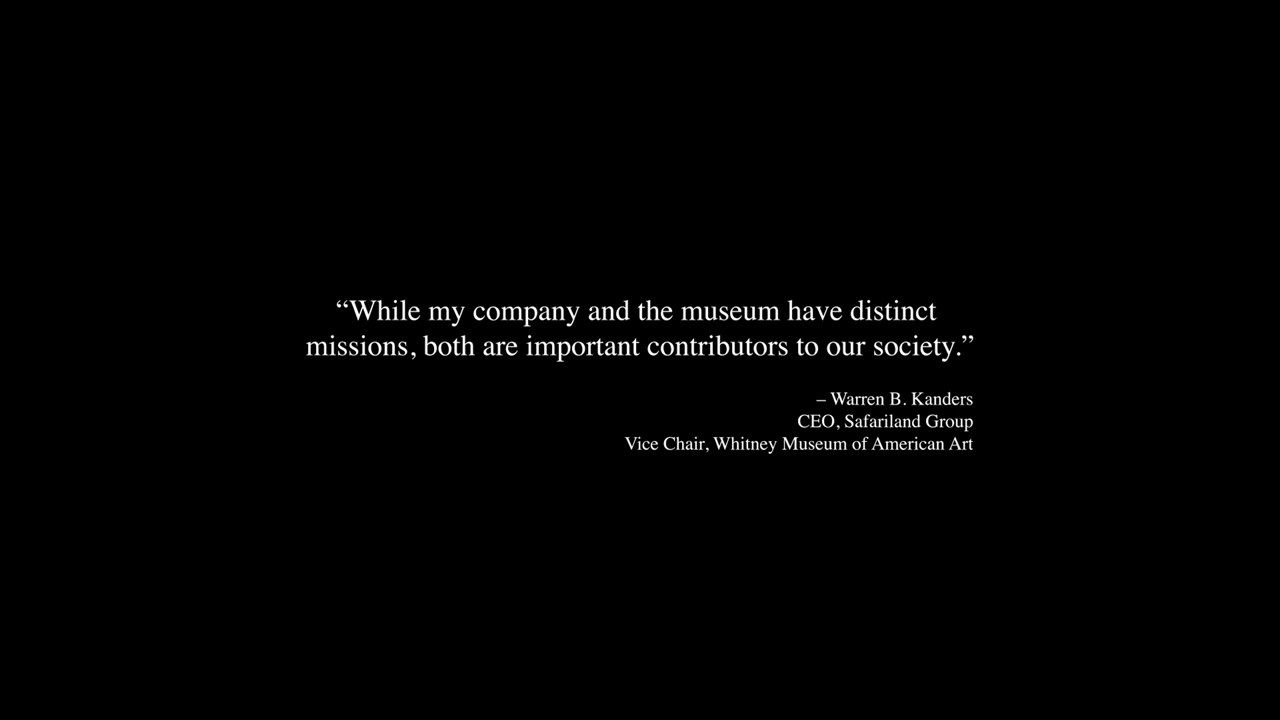 “While my company and the museum have distinct
missions, both are important contributors to our society.”
– Warren B. Kanders
CEO, Safariland Group
Vice Chair, Whitney Museum of American Art